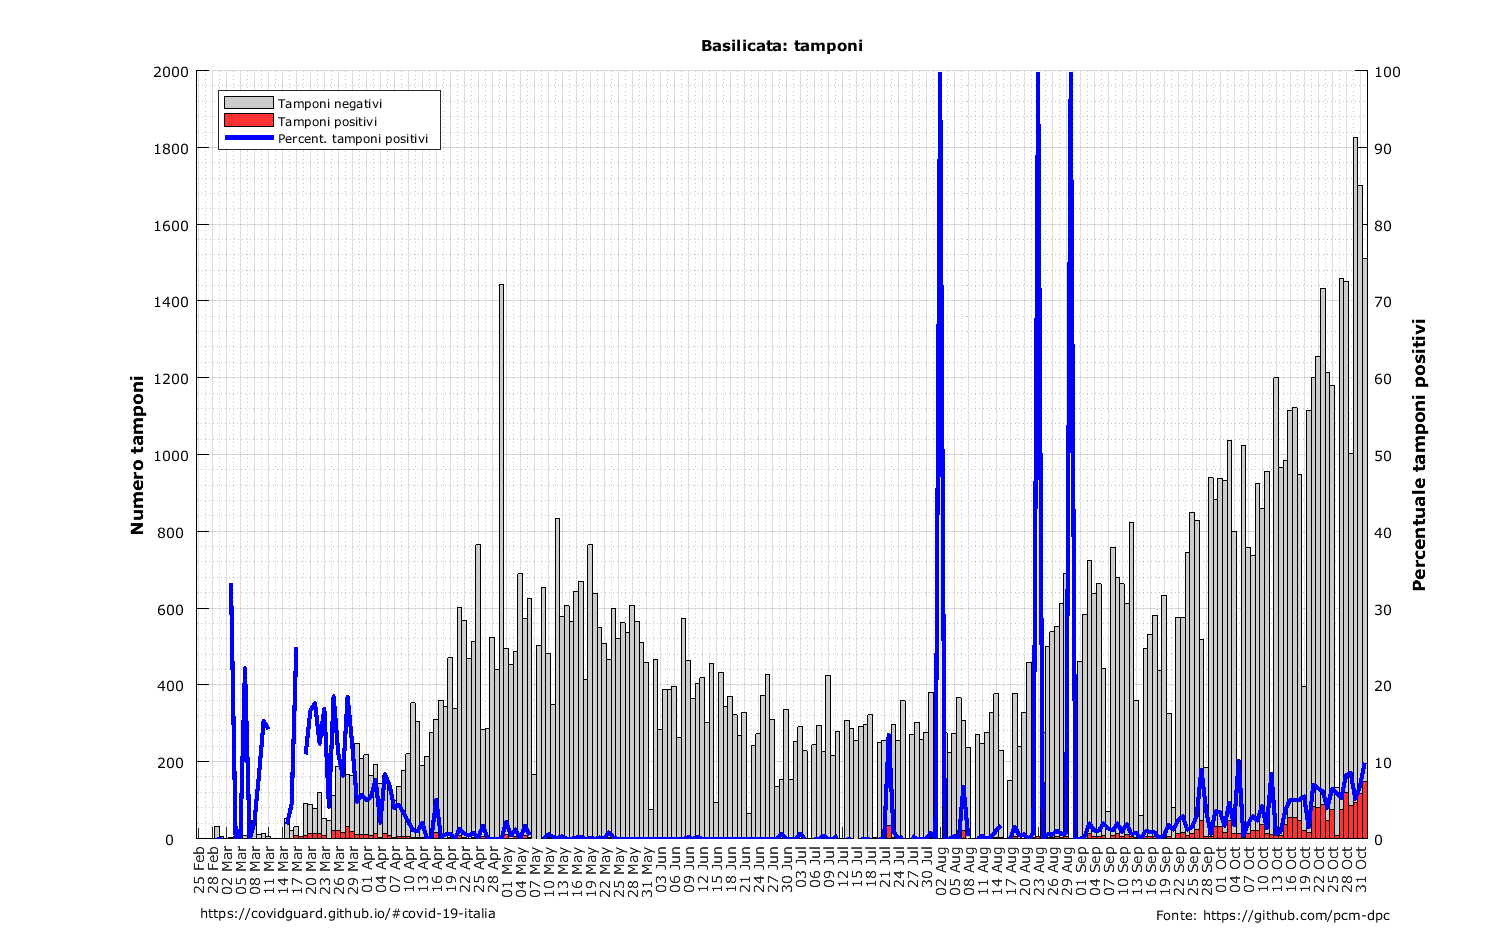 Basilicata: tamponi
2000
1800
1600
1400
1200
1000
800
600
400
200
0
Numero tamponi
Tamponi negativi
Tamponi positivi
Percent. tamponi positivi
100
90
80
70
60
50
40
30
20
10
0
Percentuale tamponi positivi
25 Feb
28 Feb
02 Mar
05 Mar
08 Mar
11 Mar
14 Mar
17 Mar
20 Mar
23 Mar
26 Mar
29 Mar
01 Apr
04 Apr
07 Apr
10 Apr
13 Apr
16 Apr
19 Apr
22 Apr
25 Apr
28 Apr
01 May
04 May
07 May
10 May
13 May
16 May
19 May
22 May
25 May
28 May
31 May
03 Jun
06 Jun
09 Jun
12 Jun
15 Jun
18 Jun
21 Jun
24 Jun
27 Jun
30 Jun
03 Jul
06 Jul
09 Jul
12 Jul
15 Jul
18 Jul
21 Jul
24 Jul
27 Jul
30 Jul
02 Aug
05 Aug
08 Aug
11 Aug
14 Aug
17 Aug
20 Aug
23 Aug
26 Aug
29 Aug
01 Sep
04 Sep
07 Sep
10 Sep
13 Sep
16 Sep
19 Sep
22 Sep
25 Sep
28 Sep
01 Oct
04 Oct
07 Oct
10 Oct
13 Oct
16 Oct
19 Oct
22 Oct
25 Oct
28 Oct
31 Oct
https://covidguard.github.io/#covid-19-italia
Fonte: https://github.com/pcm-dpc